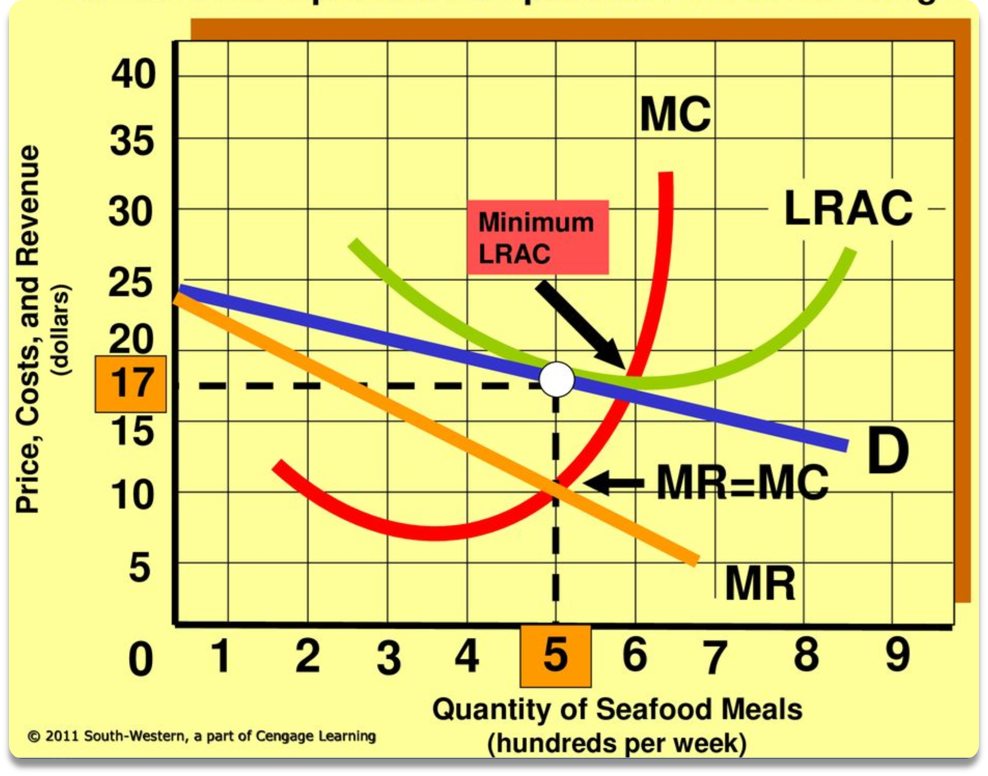 40
35
30
25
20
17
15
10
5
0
Price, Costs, and Revenue
(dollars)
MC
LRAC
Minimum
LRAC
D
MR=MC
MR
1 2 3 4 5 6 7 8 9
Quantity of Seafood Meals
(hundreds per week)
© 2011 South-Western, a part of Cengage Learning